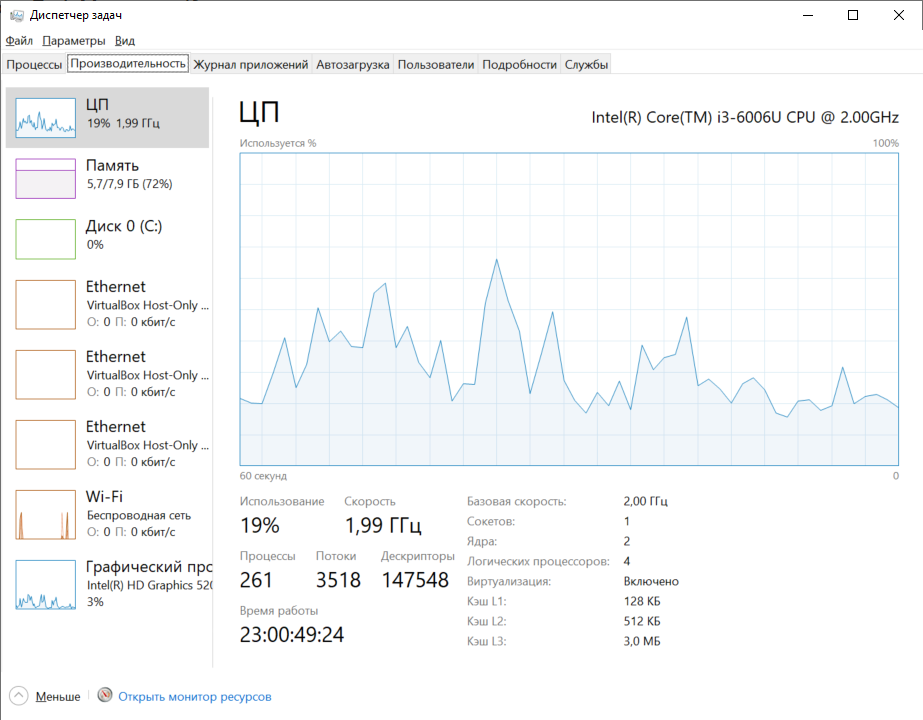 Диспетчер задач
Файл Параметры Вид
Процессы Производительность Журнал приложений Автозагрузка Пользователи Подробности Службы
ЦП
19% 1,99 ГГц
Память
5,7/7,9 ГБ (72%)
Диск 0 (C:)
0%
Ethernet
VirtualBox Host-Only ...
О: 0 П: 0 кбит/с
Ethernet
VirtualBox Host-Only ...
О: 0 П: 0 кбит/с
Ethernet
VirtualBox Host-Only ...
О: 0 П: 0 кбит/с
Wi-Fi
Беспроводная сеть
О: 0 П: 0 кбит/с
Графический про
Intel(R) HD Graphics 520
3%
ЦП
Intel(R) Core(TM) i3-6006U CPU @ 2.00GHz
Используется % 100%
60 секунд 0
Использование Скорость
19% 1,99 ГГц
Процессы Потоки Дескрипторы
261 3518 147548
Время работы
23:00:49:24
Базовая скорость: 2,00 ГГц
Сокетов: 1
Ядра: 2
Логических процессоров: 4
Виртуализация: Включено
Кэш L1: 128 КБ
Кэш L2: 512 КБ
Кэш L3: 3,0 МБ
Меньше Открыть монитор ресурсов